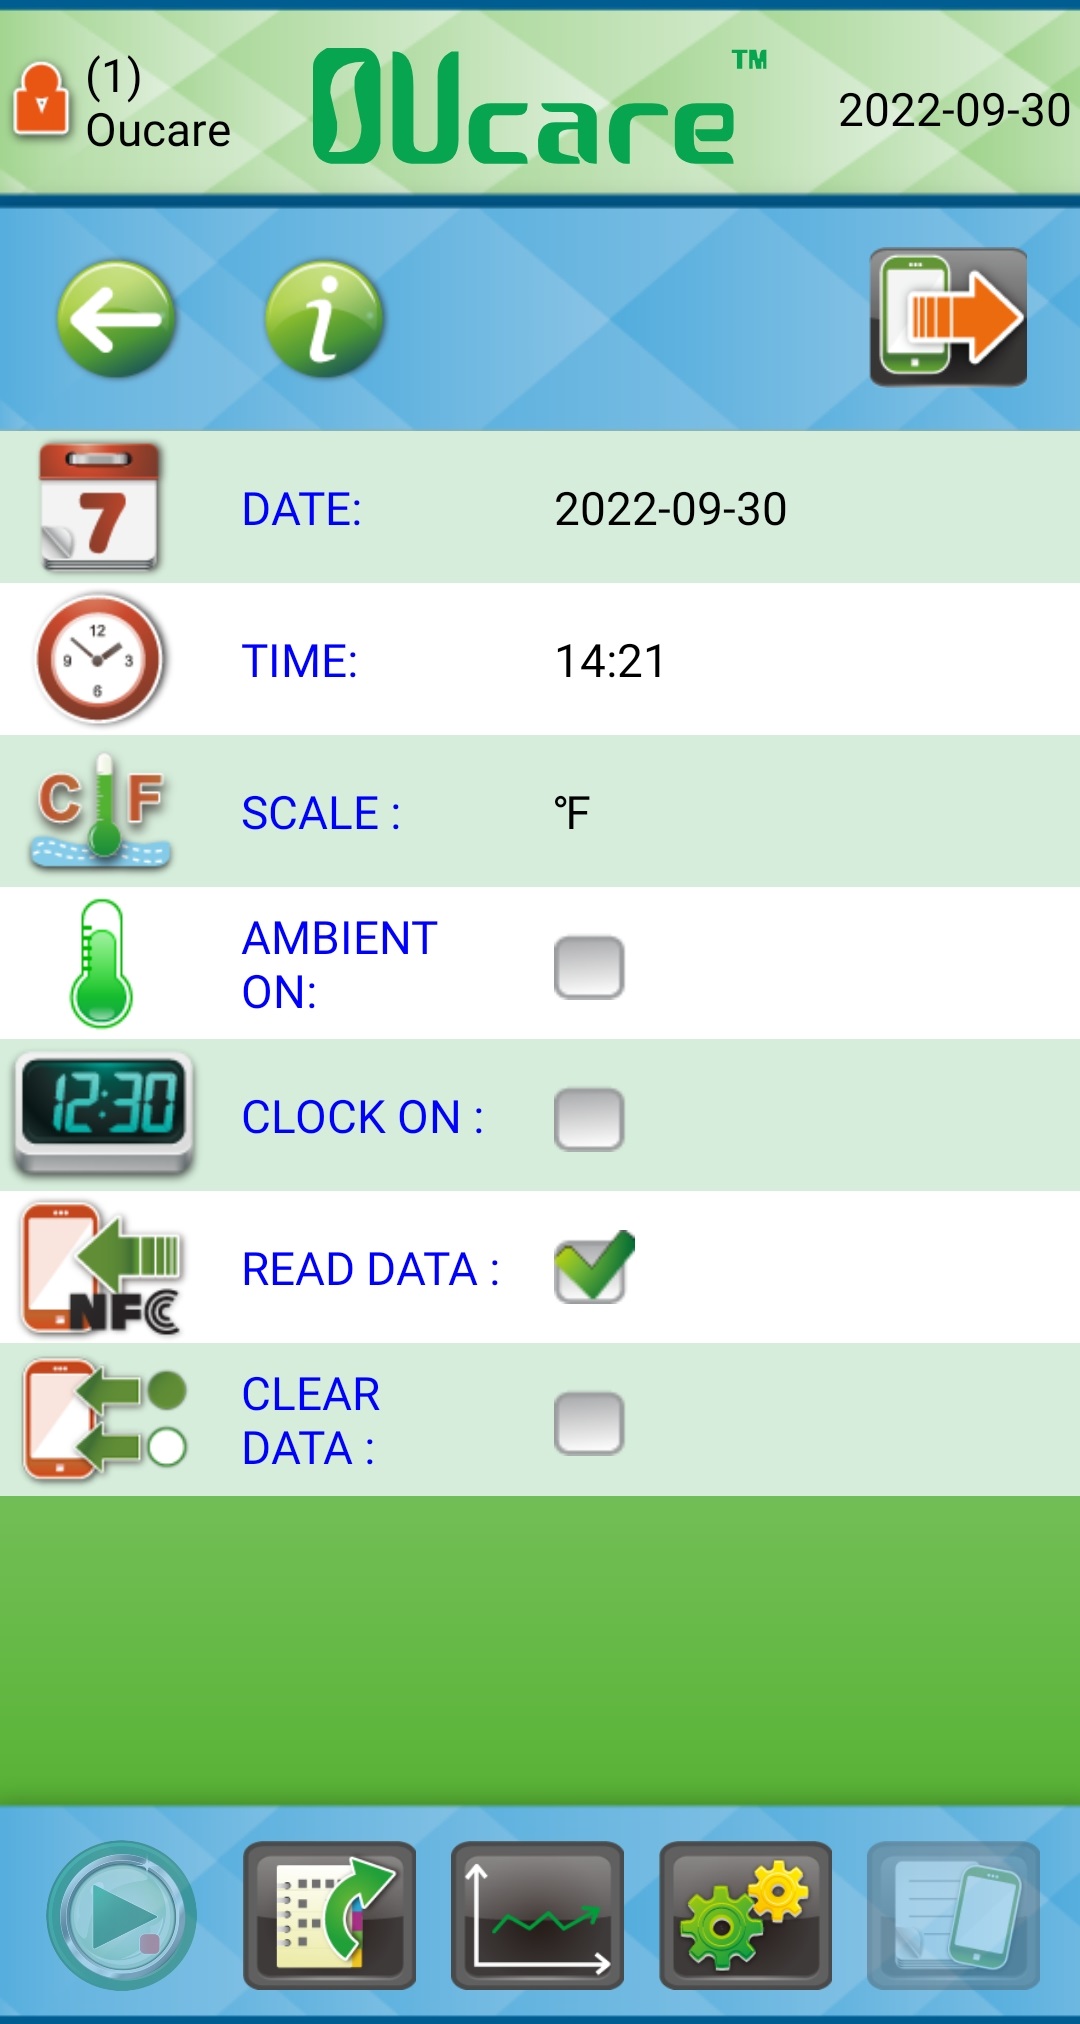 (1)
Oucare
OUcare™
2022-09-30
7
DATE:
2022-09-30
12
9 3
6
TIME:
14:21
C F
SCALE :
℉
AMBIENT
ON:
12:30
CLOCK ON :
NFC
READ DATA :
CLEAR
DATA :